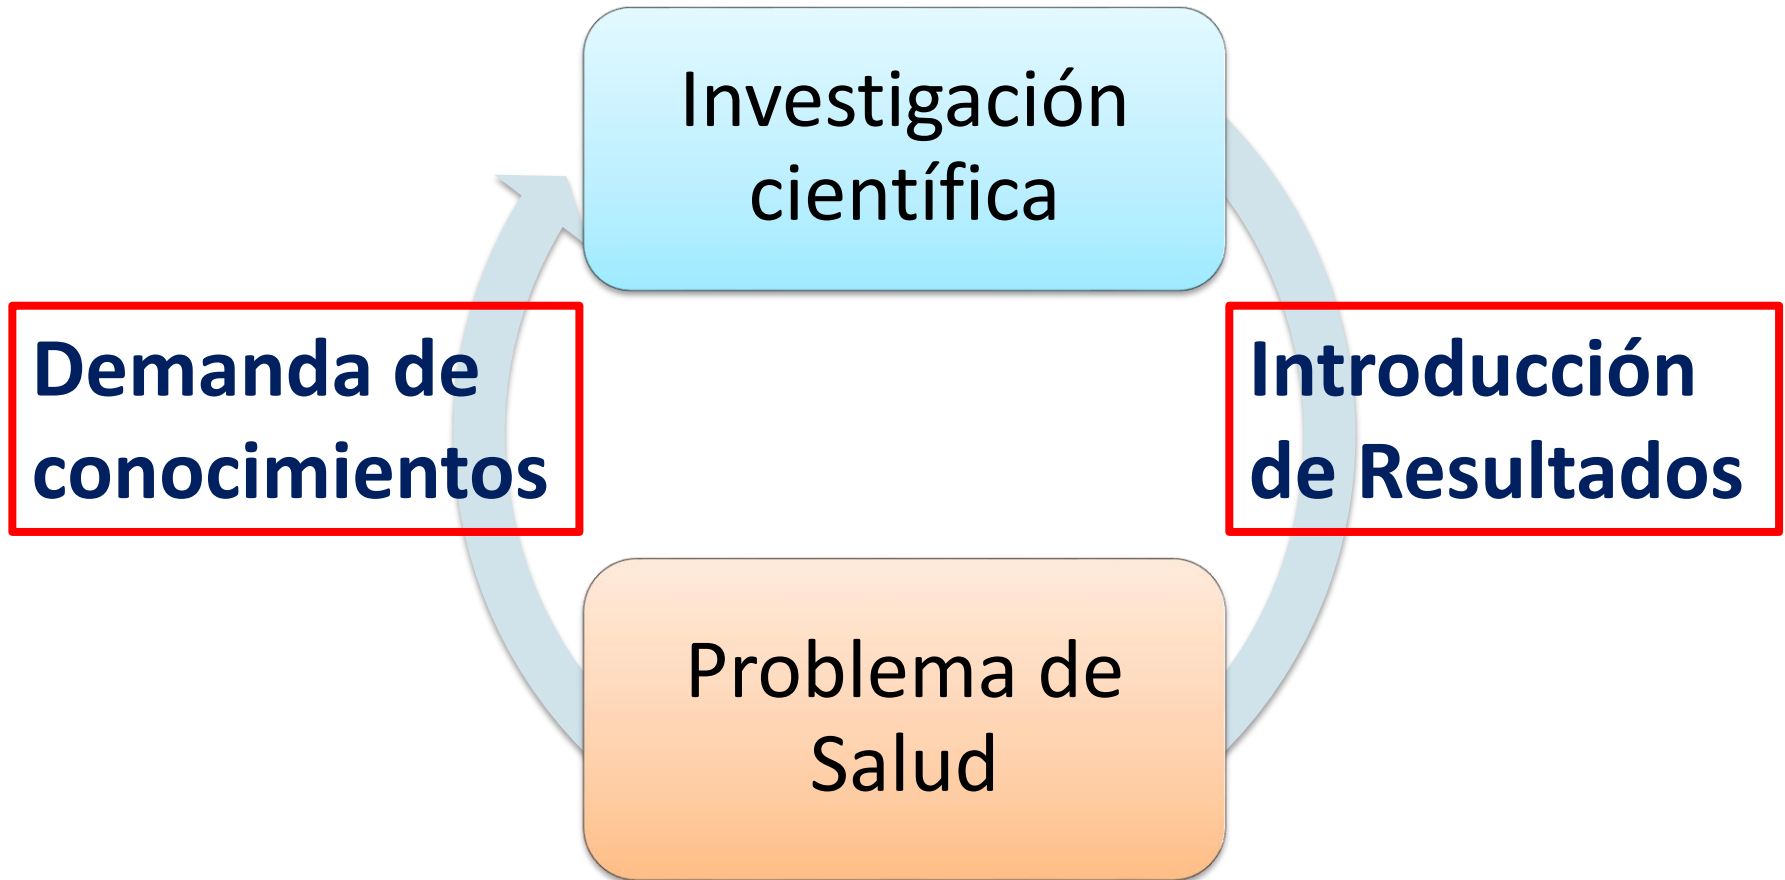 Investigación
científica
Demanda de
conocimientos
Introducción
de Resultados
Problema de
Salud